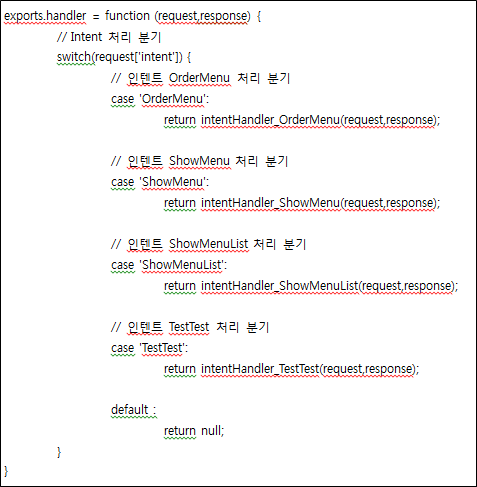 exports.handler = function (request,response) {
// Intent 처리 분기
switch(request['intent']) {
// 인텐트 OrderMenu 처리 분기
case 'OrderMenu':
return intentHandler_OrderMenu(request,response);
// 인텐트 ShowMenu 처리 분기
case 'ShowMenu':
return intentHandler_ShowMenu(request,response);
// 인텐트 ShowMenuList 처리 분기
case 'ShowMenuList':
return intentHandler_ShowMenuList(request,response);
// 인텐트 TestTest 처리 분기
case 'TestTest':
return intentHandler_TestTest(request,response);
default :
return null;
}
}